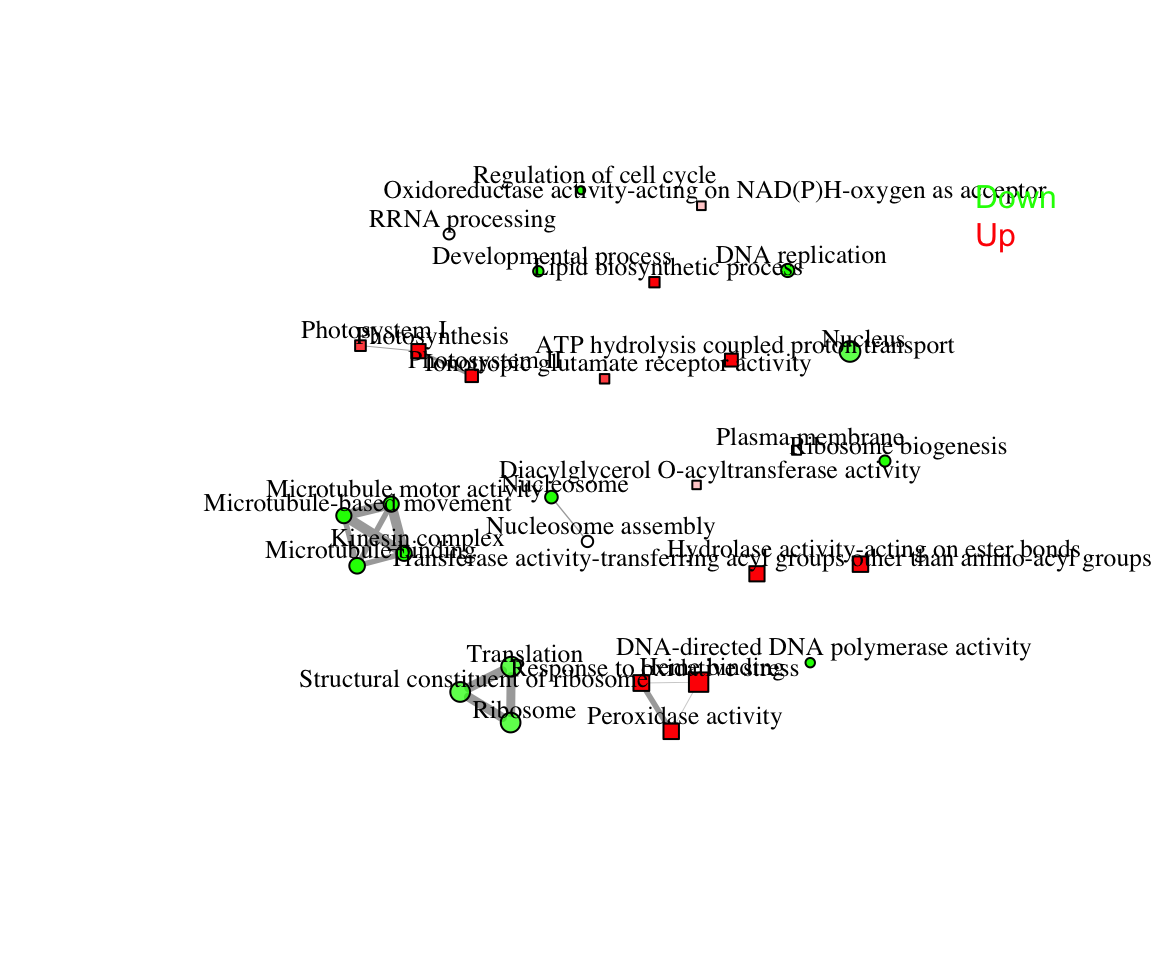 Regulation of cell cycle
Oxidoreductase activity-acting on NAD(P)H-oxygen as acceptor
Down
RRNA processing
Up
Developmental process
DNA replication
Lipid biosynthetic process
Photosystem I
Photosynthesis
Nucleus
ATP hydrolysis coupled proton transport
Photosystem II
Ionotropic glutamate receptor activity
Plasma membrane
Ribosome biogenesis
Diacylglycerol O-acyltransferase activity
Nucleosome
Microtubule motor activity
Microtubule-based movement
Nucleosome assembly
Kinesin complex
Microtubule binding
Hydrolase activity-acting on ester bonds
Transferase activity-transferring acyl groups other than amino-acyl groups
DNA-directed DNA polymerase activity
Translation
Response to oxidative stress
Heme binding
Structural constituent of ribosome
Ribosome
Peroxidase activity